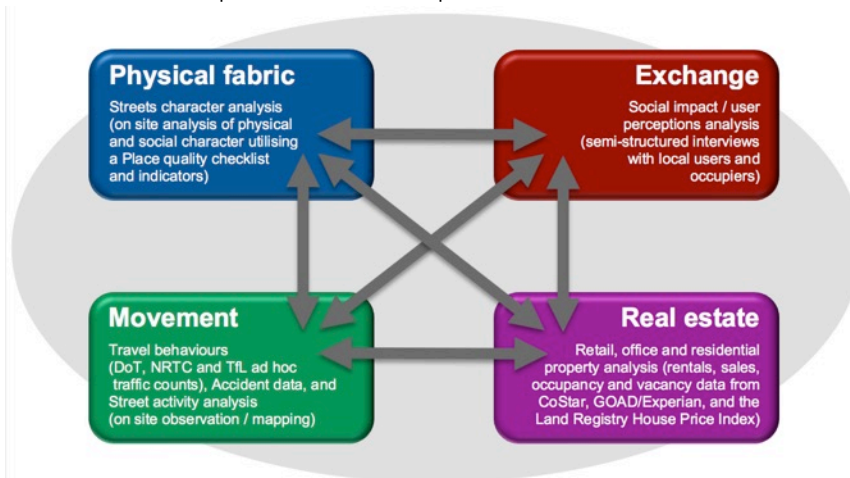 Physical fabric
Streets character analysis
(on site analysis of physical
and social character utilising
a Place quality checklist
and indicators)
Exchange
Social impact / user
perceptions analysis
(semi-structured interviews
with local users and
occupiers)
Movement
Travel behaviours
(DoT, NRTC and TfL ad hoc
traffic counts), Accident data, and
Street activity analysis
(on site observation / mapping)
Real estate
Retail, office and residential
property analysis (rentals, sales,
occupancy and vacancy data from
CoStar, GOAD/Experian, and the
Land Registry House Price Index)